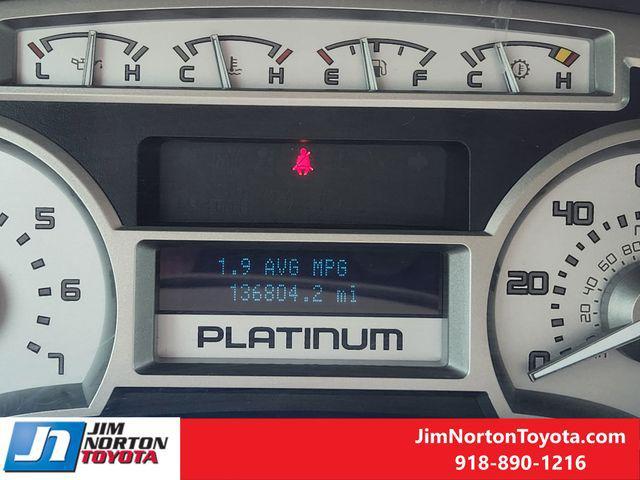 L H C H E F C H
5
6
7
1.9 AVG MPG
136804.2 mi
PLATINUM
40
20
0
20
JIM
NORTON
TOYOTA
JimNortonToyota.com
918-890-1216